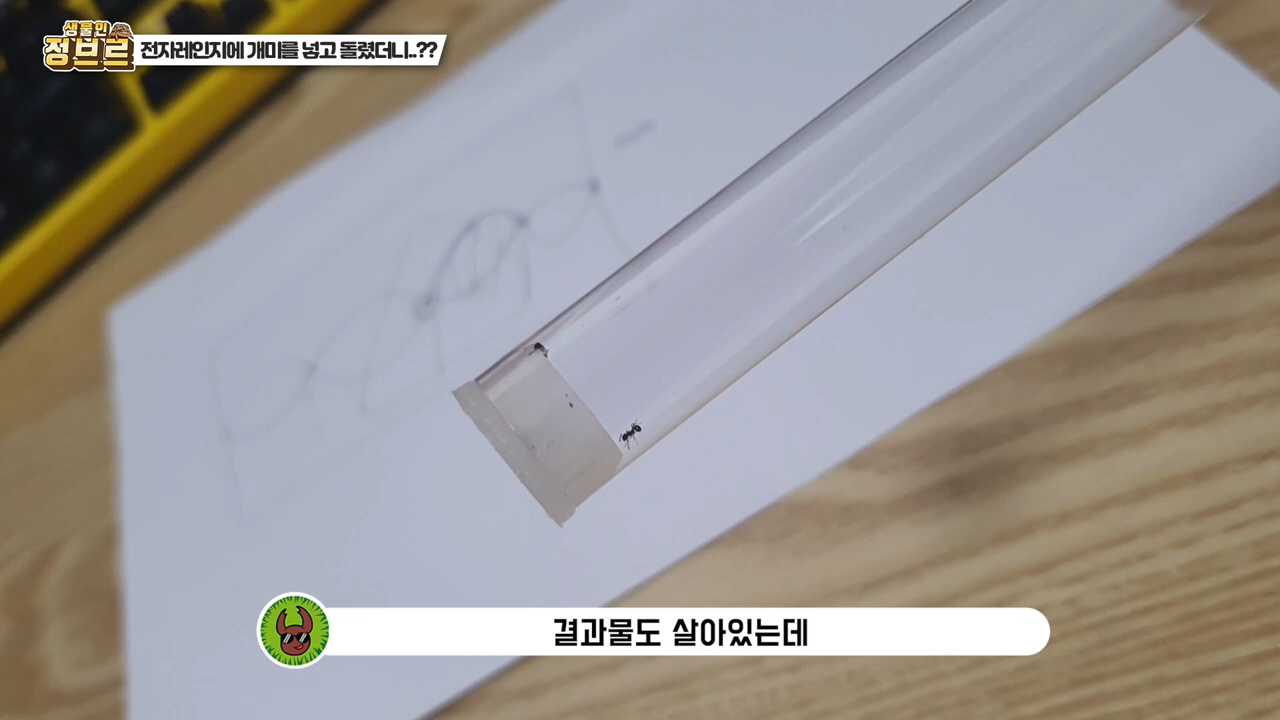 생물인
정브르
전자레인지에 개미를 넣고 돌렸더니..??
결과물도 살아있는데